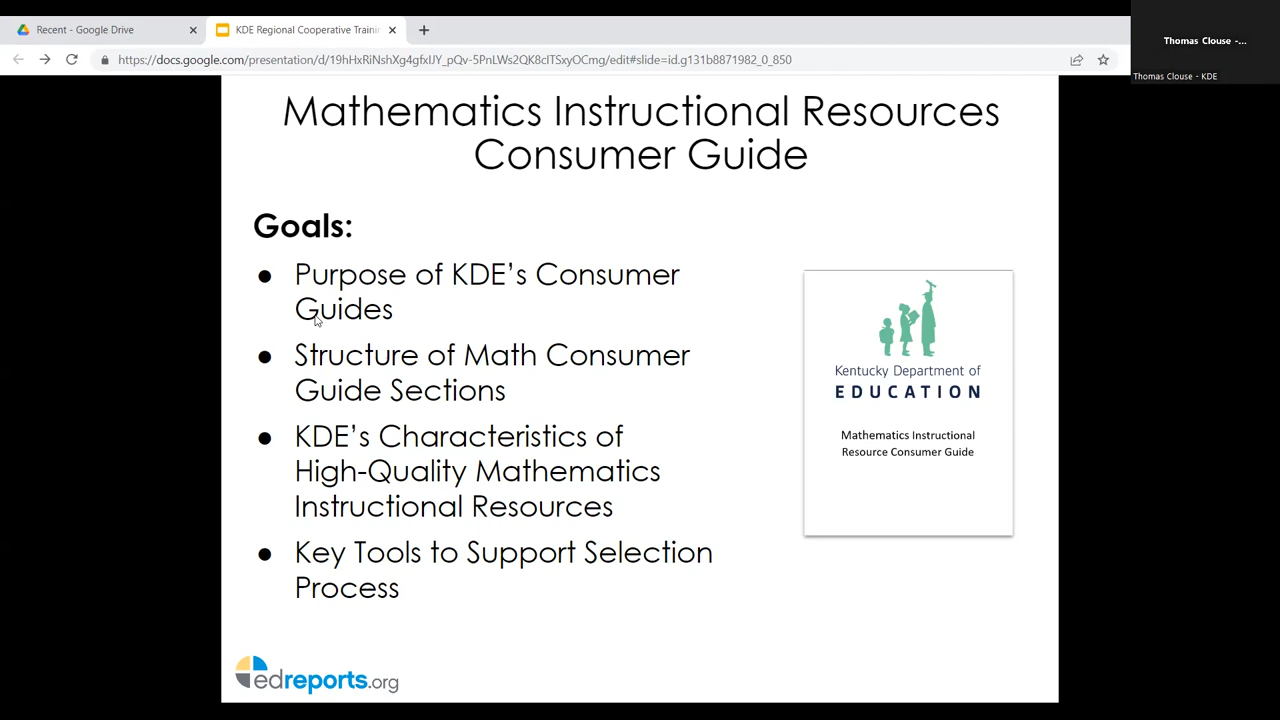 Recent - Google Drive
KDE Regional Cooperative Trainin
https://docs.google.com/presentation/d/19hHxRiNshXg4gfxIJY_pQv-5PnLWs2QK8cITSxyOCmg/edit#slide=id.g131b8871982_0_850
Thomas Clouse -...
Thomas Clouse - KDE
Mathematics Instructional Resources
Consumer Guide
Goals:
● Purpose of KDE’s Consumer
Guides
● Structure of Math Consumer
Guide Sections
● KDE’s Characteristics of
High-Quality Mathematics
Instructional Resources
● Key Tools to Support Selection
Process
Kentucky Department of
EDUCATION
Mathematics Instructional
Resource Consumer Guide
edreports.org